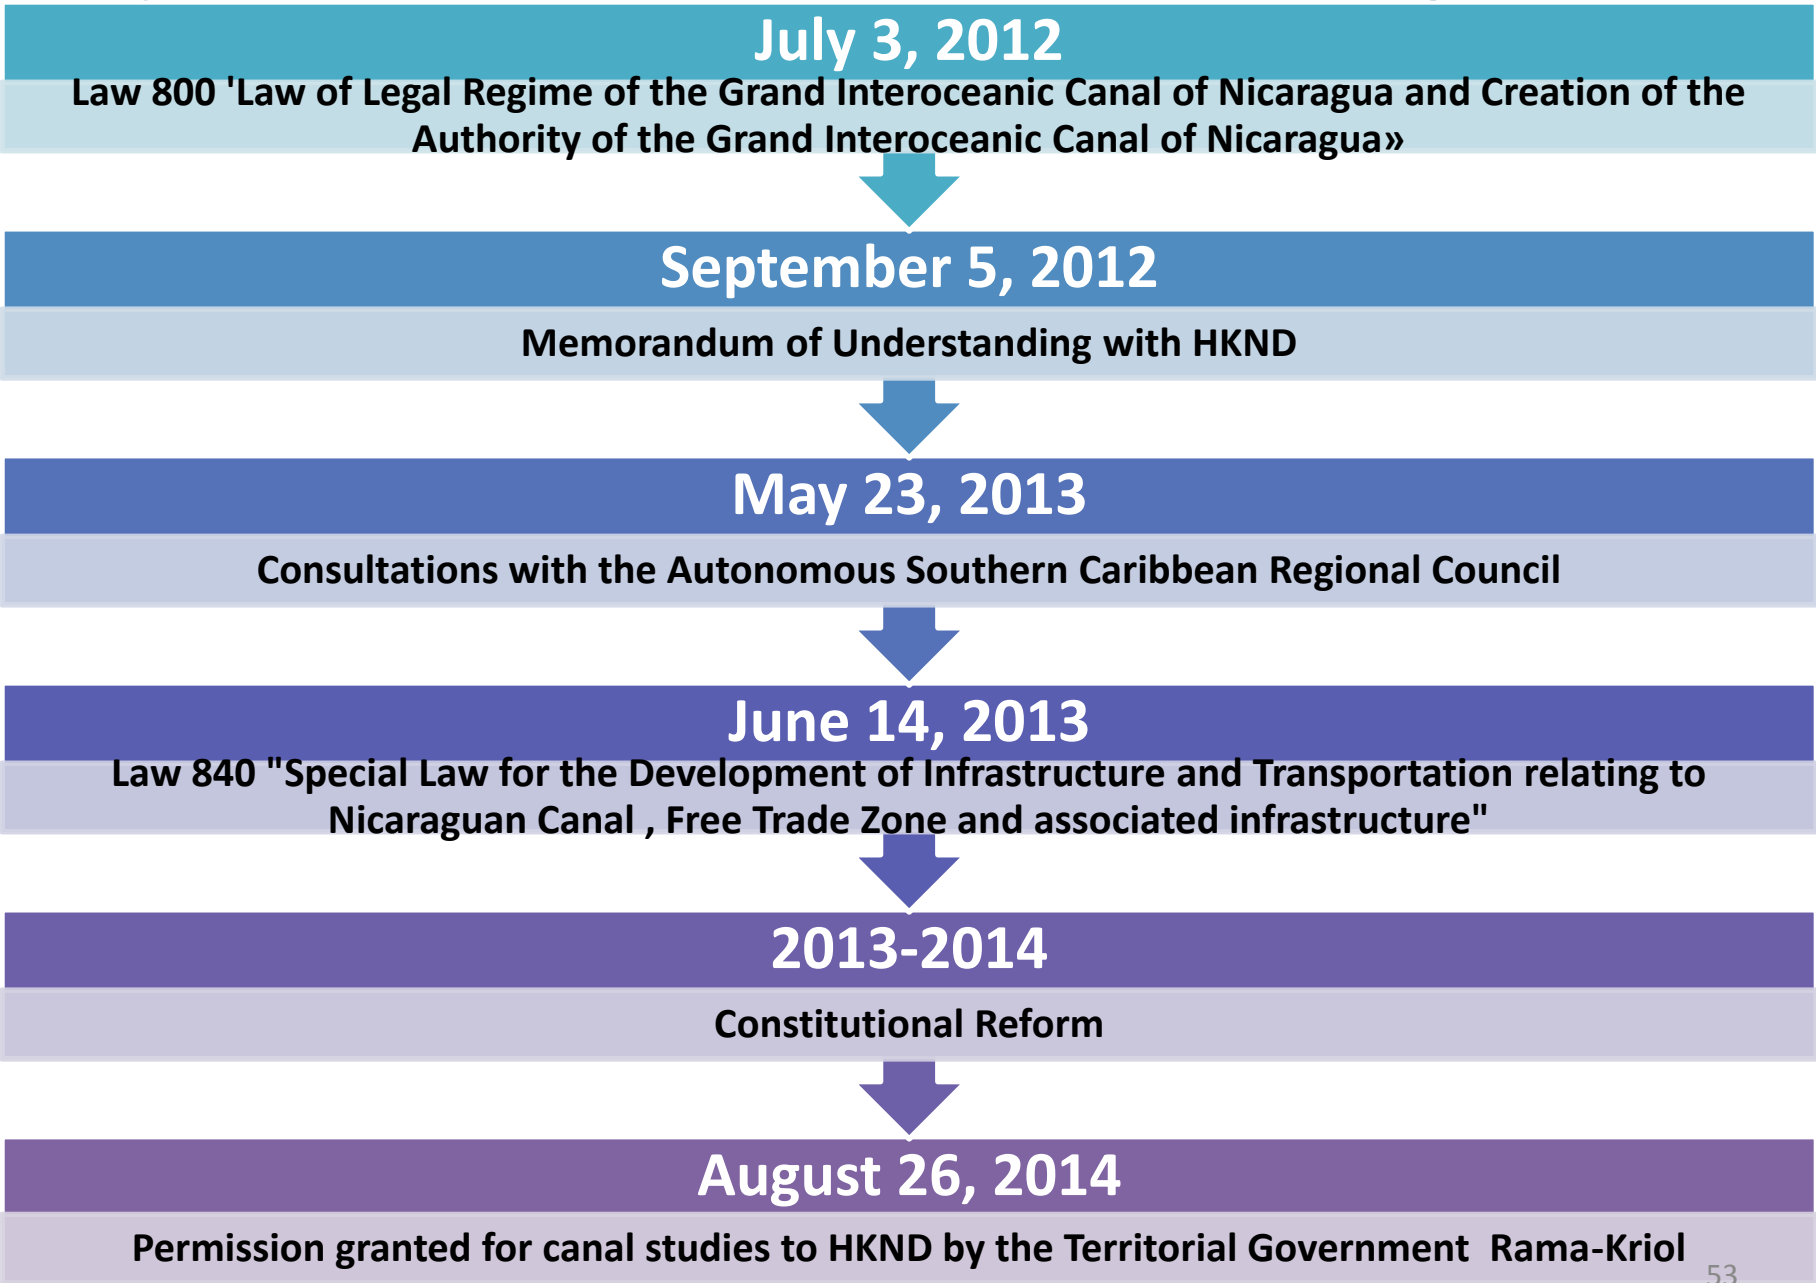 July 3, 2012
Law 800 'Law of Legal Regime of the Grand Interoceanic Canal of Nicaragua and Creation of the
Authority of the Grand Interoceanic Canal of Nicaragua»
September 5, 2012
Memorandum of Understanding with HKND
May 23, 2013
Consultations with the Autonomous Southern Caribbean Regional Council
June 14, 2013
Law 840 "Special Law for the Development of Infrastructure and Transportation relating to
Nicaraguan Canal , Free Trade Zone and associated infrastructure"
2013-2014
Constitutional Reform
August 26, 2014
Permission granted for canal studies to HKND by the Territorial Government Rama-Kriol
53